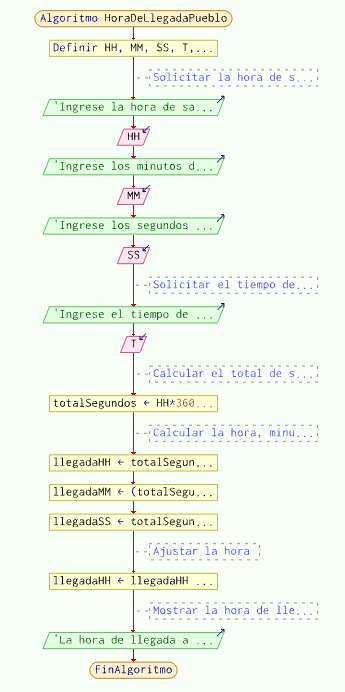 Algoritmo HoraDeLlegadaPueblo
Definir HH, MM, SS, T,...
Solicitar la hora de s...
'Ingrese la hora de sa...
HH
'Ingrese los minutos d...
MM
'Ingrese los segundos ...
SS
Solicitar el tiempo de...
'Ingrese el tiempo de ...
T
Calcular el total de s...
totalSegundos ← HH*360...
Calcular la hora, minu...
llegadaHH ← totalSegun...
llegadaMM ← (totalSegu...
llegadaSS ← totalSegun...
Ajustar la hora
llegadaHH ← llegadaHH ...
Mostrar la hora de lle...
'La hora de llegada a ...
FinAlgoritmo